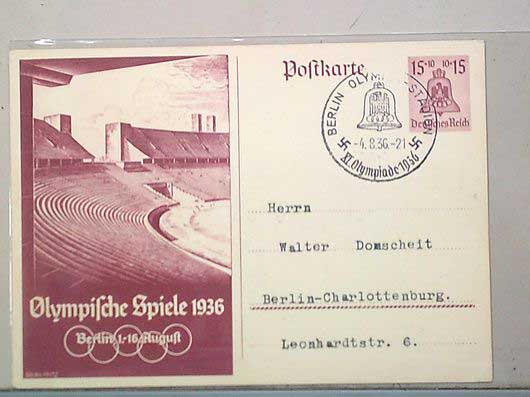 Olympische Spiele 1936
Berlin, 1.-16. August
Postkarte
15+10 10+15
Deutsches Reich
BERLIN OLYMPIA-STADION
-4.8.36.-21
XI. Olympiade 1936
Herrn
Walter Domscheit
Berlin-Charlottenburg.
Leonhardtstr. 6.